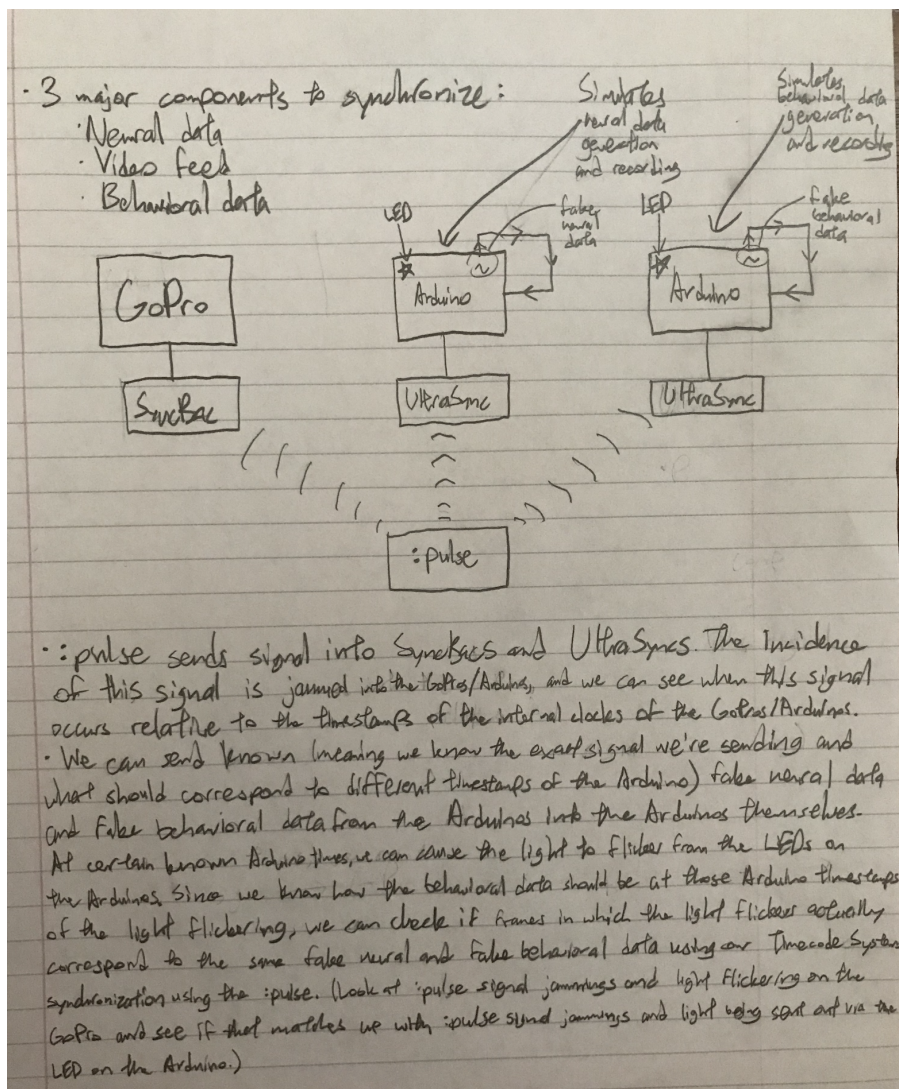 · 3 major components to synchronize:
· Neural data
· Video feed
· Behavioral data
Simulates
neural data
generation
and recording
Simulates
behavioral data
generation
and recording
LED
fake
neural
data
LED
fake
behavioral
data
GoPro
Arduino
Arduino
SyncBac
UltraSync
UltraSync
:pulse
· :pulse sends signal into SyncBacs and UltraSyncs. The incidence
of this signal is jammed into the GoPros/Arduinos, and we can see when this signal
occurs relative to the timestamps of the internal clocks of the GoPros/Arduinos.
· We can send known (meaning we know the exact signal we're sending and
what should correspond to different timestamps of the Arduino) fake neural data
and fake behavioral data from the Arduinos into the Arduinos themselves.
At certain known Arduino times, we can cause the light to flicker from the LEDs on
the Arduinos. Since we know how the behavioral data should be at those Arduino timestamps
of the light flickering, we can check if frames in which the light flickers actually
correspond to the same fake neural and fake behavioral data using our Timecode System
synchronization using the :pulse. (Look at :pulse signal jammings and light flickering on the
GoPro and see if that matches up with :pulse jammings and light being sent out via the
LED on the Arduino.)